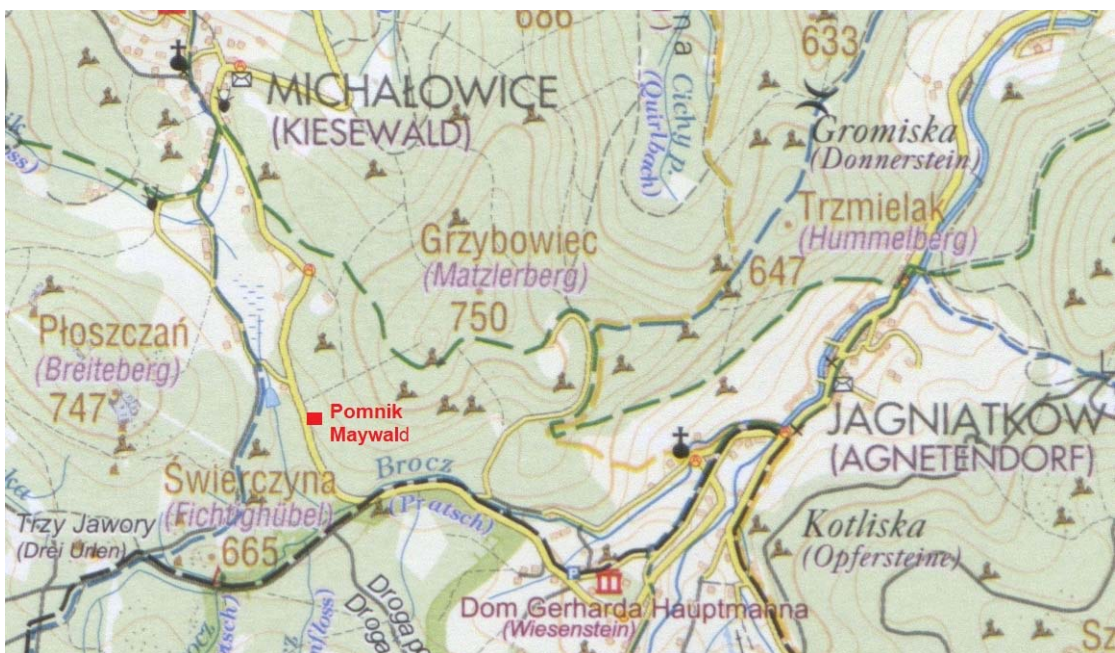 686
633
MICHAŁOWICE
(KIESEWALD)
na Cichy p.
(Quirlbach)
Gromiska
(Donnerstein)
Trzmielak
(Hummelberg)
647
Grzybowiec
(Matzlerberg)
750
Płoszczań
(Breiteberg)
747
Pomnik
Maywald
JAGNIĄTKÓW
(AGNETENDORF)
Brocz
(Pratsch)
Świerczyna
(Fichtighübel)
665
Trzy Jawory
(Drei Urlen)
Kotliska
(Opfersteine)
Dom Gerharda Hauptmanna
(Wiesenstein)
Droga p
Droga
Sz